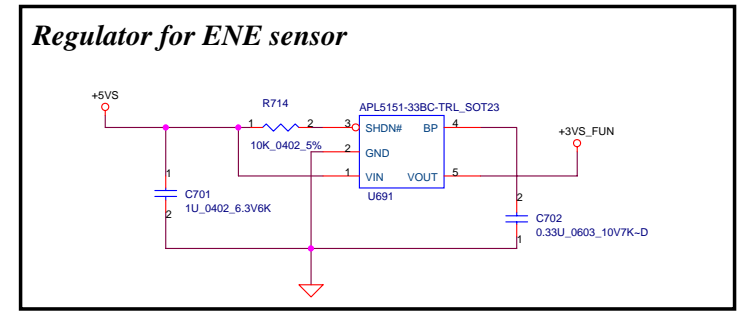 Regulator for ENE sensor
+5VS
R714
1 2
10K_0402_5%
APL5151-33BC-TRL_SOT23
3 SHDN# BP 4
2 GND
1 VIN VOUT 5
U691
+3VS_FUN
1
C701
1U_0402_6.3V6K
2
2
C702
0.33U_0603_10V7K~D
1